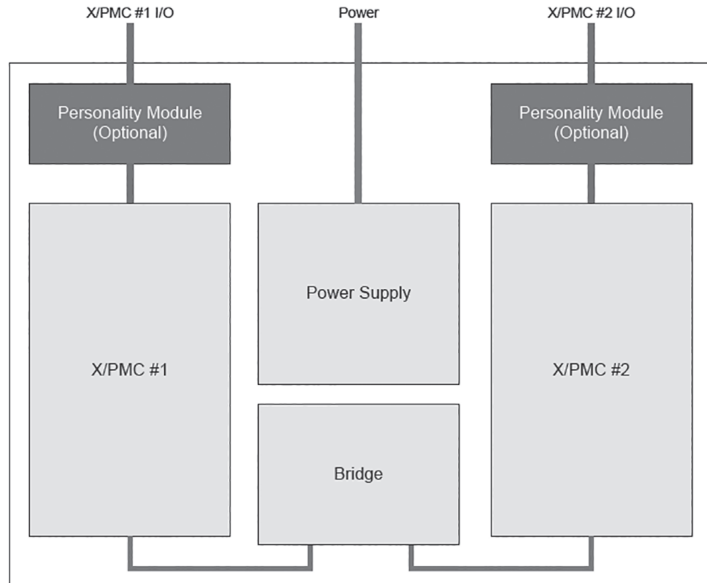 X/PMC #1 I/O
Power
X/PMC #2 I/O
Personality Module
(Optional)
Personality Module
(Optional)
Power Supply
X/PMC #1
X/PMC #2
Bridge